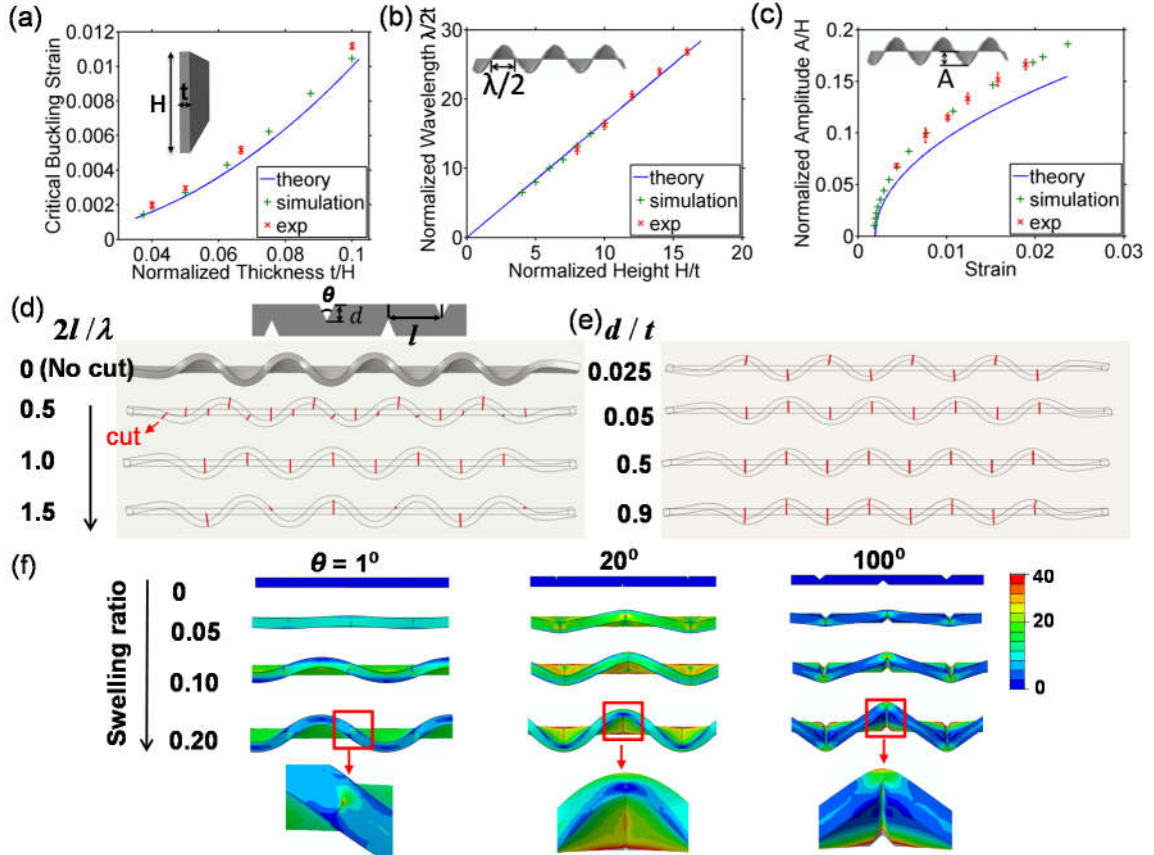 (a)
Critical Buckling Strain
0.012
0.01
0.008
0.006
0.004
0.002
0
0.04
0.06
0.08
0.1
Normalized Thickness t/H
H
t
theory
simulation
exp
(b)
Normalized Wavelength λ/2t
30
20
10
0
0
5
10
15
20
Normalized Height H/t
λ/2
theory
simulation
exp
(c)
Normalized Amplitude A/H
0.2
0.15
0.1
0.05
0
0
0.01
0.02
0.03
Strain
A
theory
simulation
exp
(d)
2l /λ
θ
d
l
0 (No cut)
0.5
cut
1.0
1.5
(e)
d / t
0.025
0.05
0.5
0.9
(f)
θ = 1⁰
20⁰
100⁰
Swelling ratio
0
0.05
0.10
0.20
40
20
0